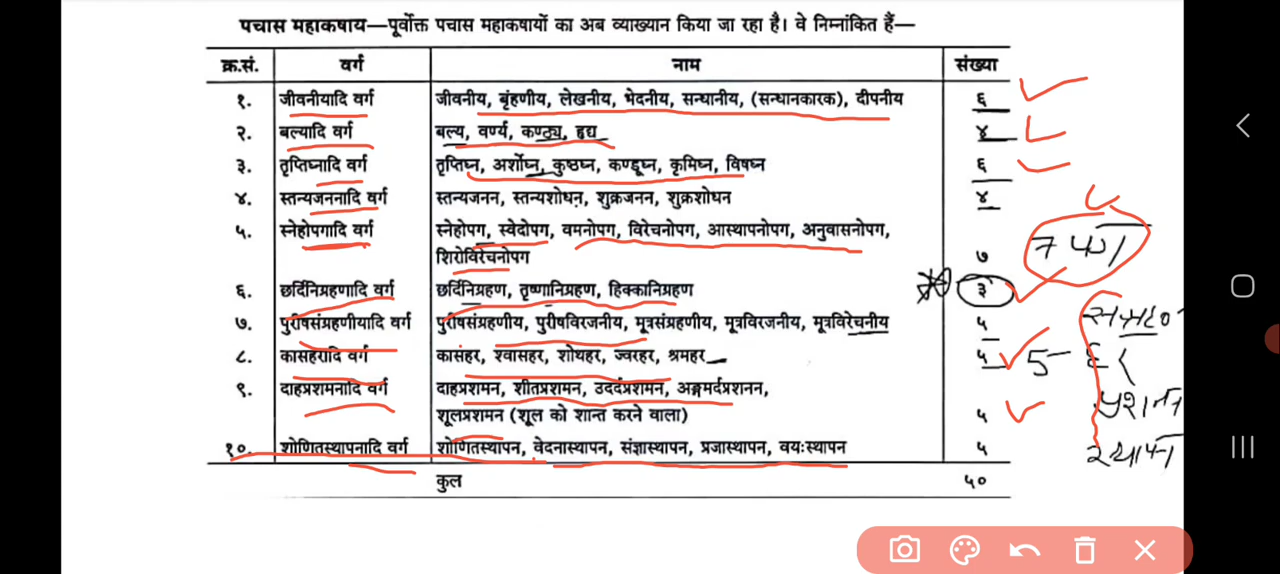 पचास महाकषाय—पूर्वोक्त पचास महाकषायों का अब व्याख्यान किया जा रहा है। वे निम्नांकित हैं—
क्र.सं. वर्ग नाम संख्या
१. जीवनीयादि वर्ग जीवनीय, बृंहणीय, लेखनीय, भेदनीय, सन्धानीय, (सन्धानकारक), दीपनीय ६
२. बल्यादि वर्ग बल्य, वर्ण्य, कण्ठ्य, हृद्य ४
३. तृप्तिघ्नादि वर्ग तृप्तिघ्न, अर्शोघ्न, कुष्ठघ्न, कण्डूघ्न, कृमिघ्न, विषघ्न ६
४. स्तन्यजननादि वर्ग स्तन्यजनन, स्तन्यशोधन, शुक्रजनन, शुक्रशोधन ४
५. स्नेहोपगादि वर्ग स्नेहोपग, स्वेदोपग, वमनोपग, विरेचनोपग, आस्थापनोपग, अनुवासनोपग,
शिरोविरेचनोपग ७
६. छर्दिनिग्रहणादि वर्ग छर्दिनिग्रहण, तृष्णानिग्रहण, हिक्कानिग्रहण ३
७. पुरीषसंग्रहणीयादि वर्ग पुरीषसंग्रहणीय, पुरीषविरजनीय, मूत्रसंग्रहणीय, मूत्रविरजनीय, मूत्रविरेचनीय ५
८. कासहरादि वर्ग कासहर, श्वासहर, शोथहर, ज्वरहर, श्रमहर ५ 5-
९. दाहप्रशमनादि वर्ग दाहप्रशमन, शीतप्रशमन, उदर्दप्रशमन, अङ्गमर्दप्रशनन,
शूलप्रशमन (शूल को शान्त करने वाला) ५
१०. शोणितस्थापनादि वर्ग शोणितस्थापन, वेदनास्थापन, संज्ञास्थापन, प्रजास्थापन, वयःस्थापन ५
कुल ५०